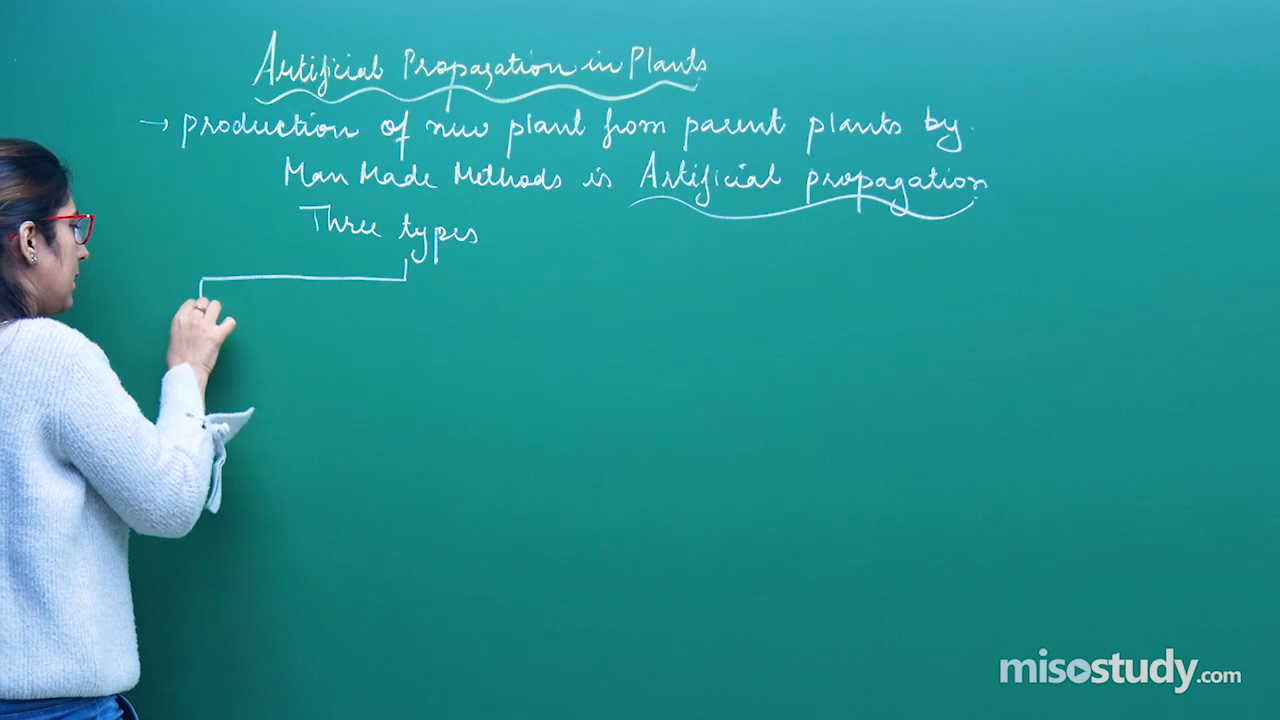 Artificial Propagation in Plants
→ production of new plant from parent plants by
Man Made Methods is Artificial propagation
Three types
misostudy.com